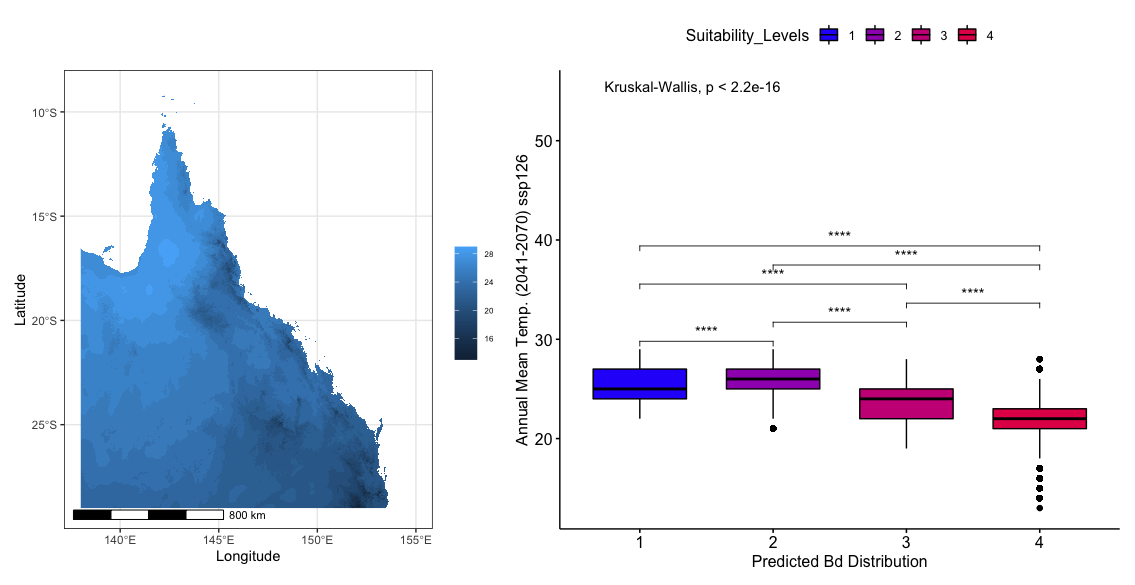 Suitability_Levels 1 2 3 4
Kruskal-Wallis, p < 2.2e-16
10°S
15°S
20°S
25°S
Latitude
140°E 145°E 150°E 155°E
Longitude
800 km
28
24
20
16
Annual Mean Temp. (2041-2070) ssp126
50
40
30
20
****
****
****
****
****
****
1 2 3 4
Predicted Bd Distribution